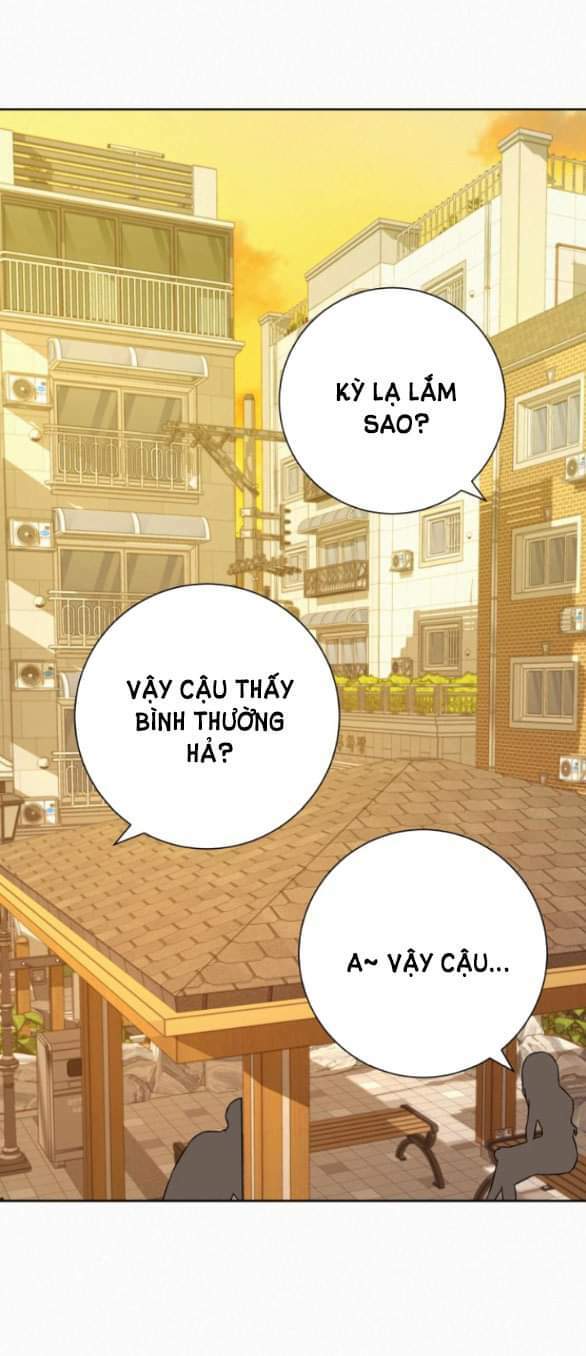 KỲ LẠ LẮM
SAO?
VẬY CẬU THẤY
BÌNH THƯỜNG
HẢ?
A~ VẬY CẬU...